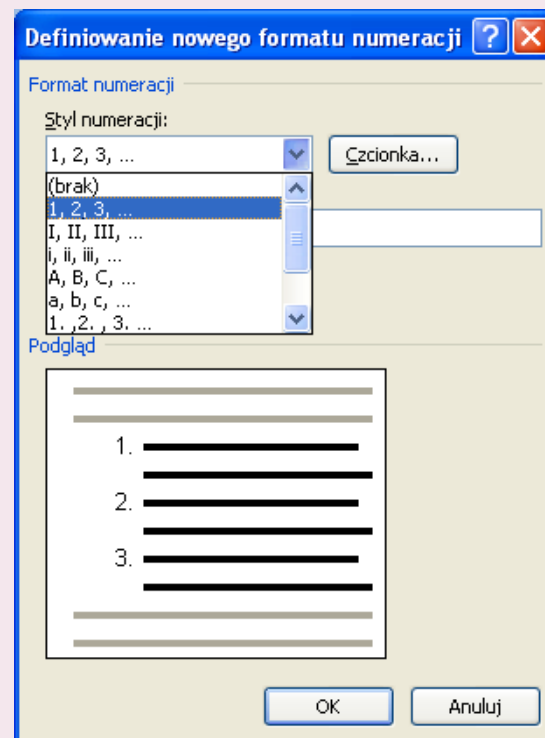 Definiowanie nowego formatu numeracji
Format numeracji
Styl numeracji:
1, 2, 3, ...
Czcionka...
(brak)
1, 2, 3, ...
I, II, III, ...
i, ii, iii, ...
A, B, C, ...
a, b, c, ...
1. ,2. , 3. ...
Podgląd
1.
2.
3.
OK
Anuluj